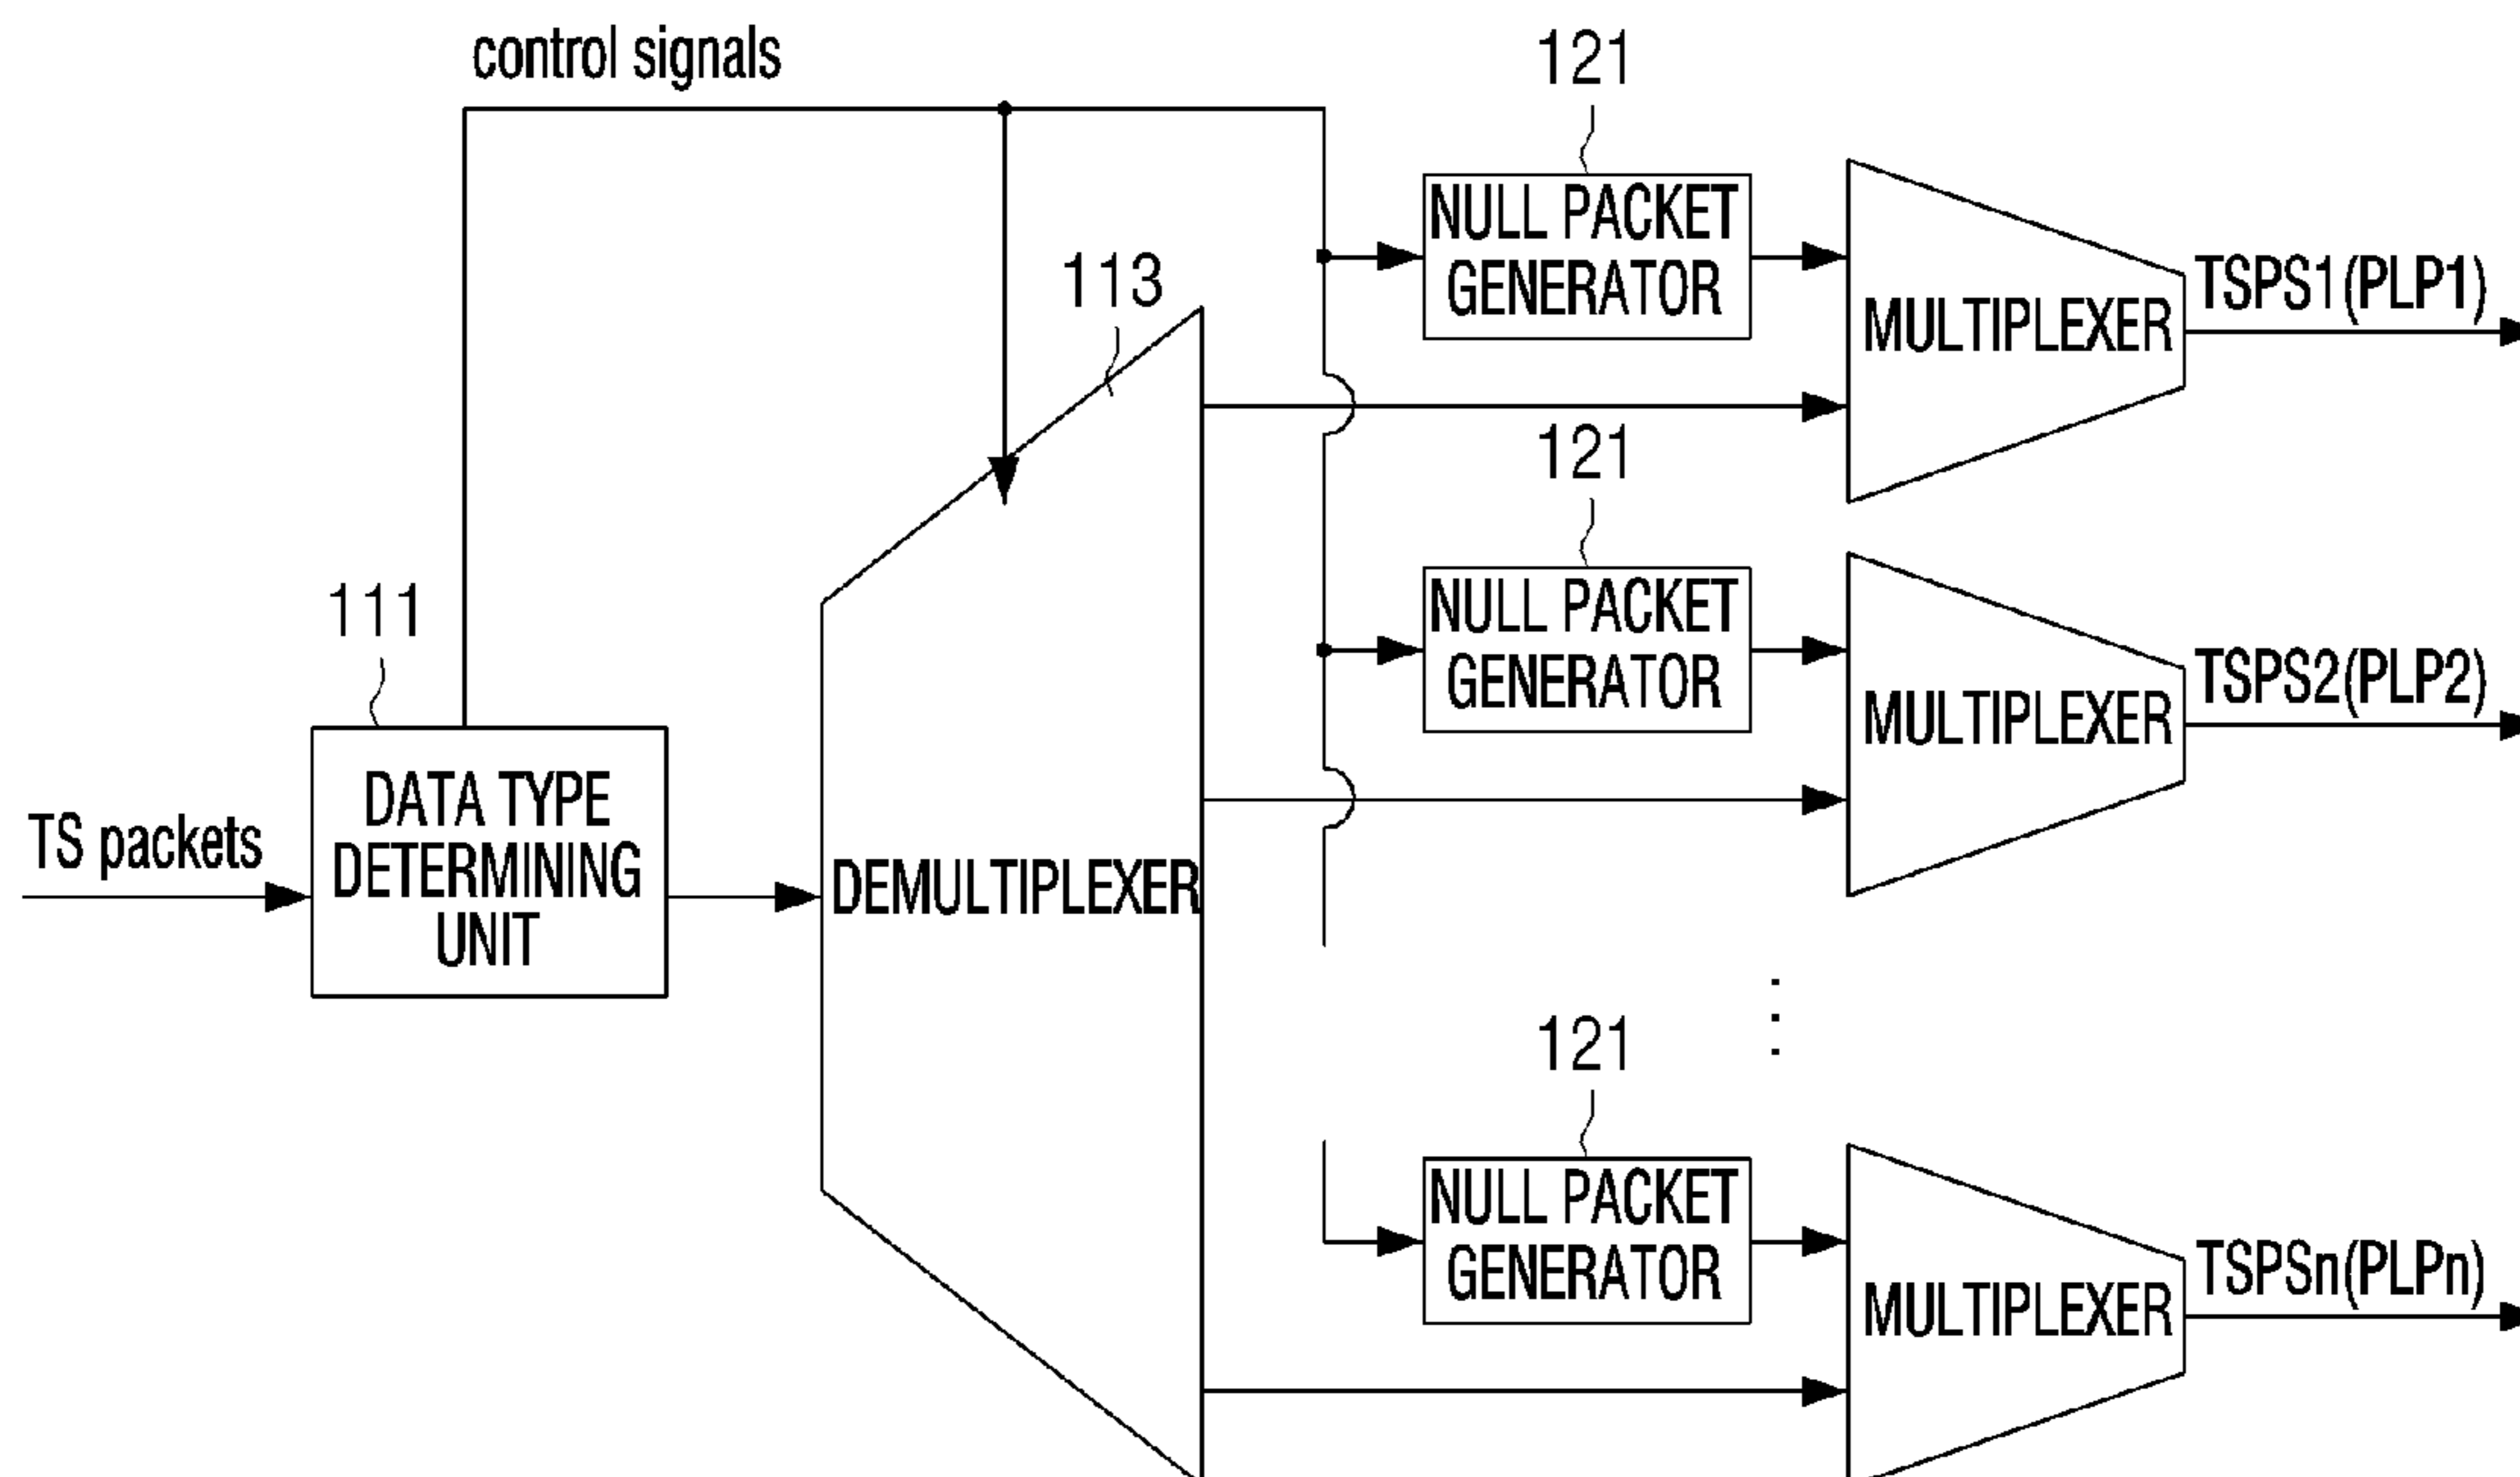 control signals
121
NULL PACKET
GENERATOR
MULTIPLEXER
TSPS1(PLP1)
113
121
NULL PACKET
GENERATOR
MULTIPLEXER
TSPS2(PLP2)
111
DATA TYPE
DETERMINING
UNIT
TS packets
DEMULTIPLEXER
121
NULL PACKET
GENERATOR
MULTIPLEXER
TSPSn(PLPn)